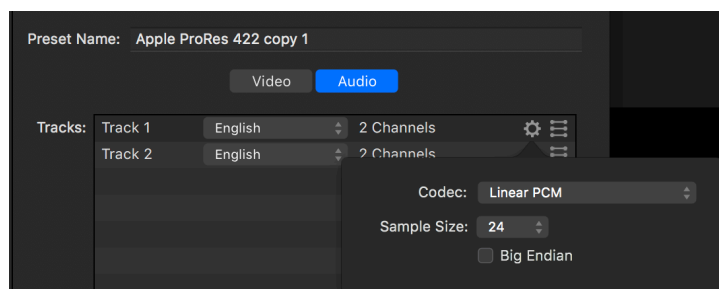 Preset Name: Apple ProRes 422 copy 1
Video Audio
Tracks: Track 1 English 2 Channels
Track 2 English 2 Channels
Codec: Linear PCM
Sample Size: 24
Big Endian